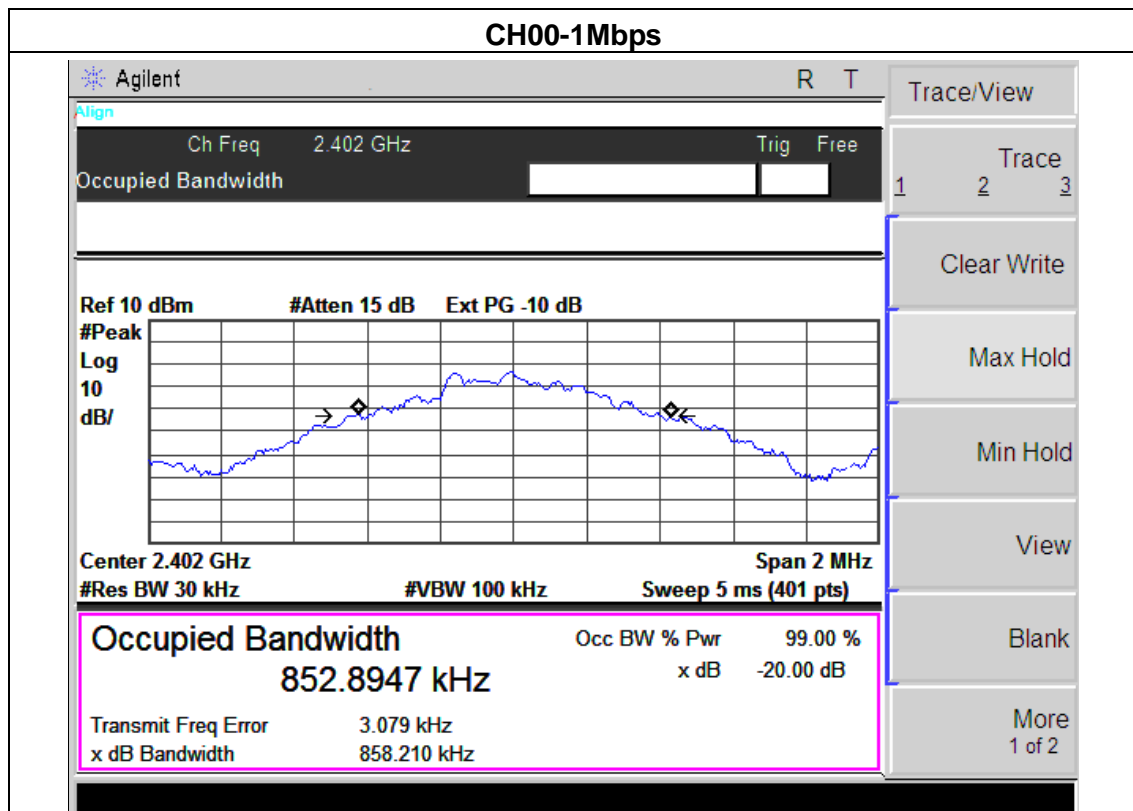 CH00-1Mbps
Agilent R T
Trace/View
Align
Ch Freq 2.402 GHz Trig Free
Occupied Bandwidth
Trace
1 2 3
Clear Write
Max Hold
Min Hold
View
Blank
More
1 of 2
Ref 10 dBm #Atten 15 dB Ext PG -10 dB
#Peak
Log
10
dB/
Center 2.402 GHz Span 2 MHz
#Res BW 30 kHz #VBW 100 kHz Sweep 5 ms (401 pts)
Occupied Bandwidth Occ BW % Pwr 99.00 %
852.8947 kHz x dB -20.00 dB
Transmit Freq Error 3.079 kHz
x dB Bandwidth 858.210 kHz